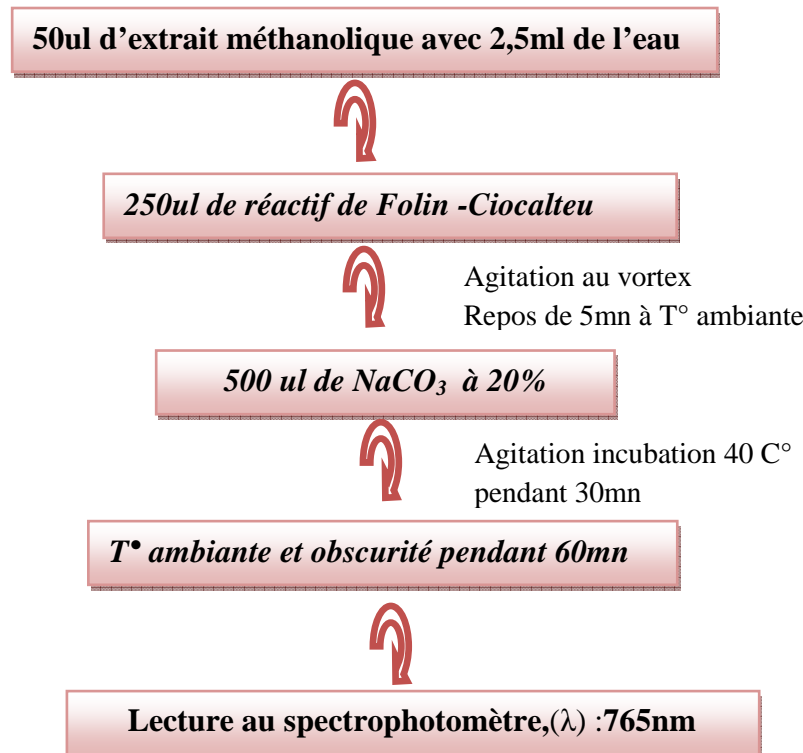 50ul d’extrait méthanolique avec 2,5ml de l’eau
250ul de réactif de Folin -Ciocalteu
Agitation au vortex
Repos de 5mn à T° ambiante
500 ul de NaCO₃ à 20%
Agitation incubation 40 C°
pendant 30mn
T• ambiante et obscurité pendant 60mn
Lecture au spectrophotomètre,(λ) :765nm